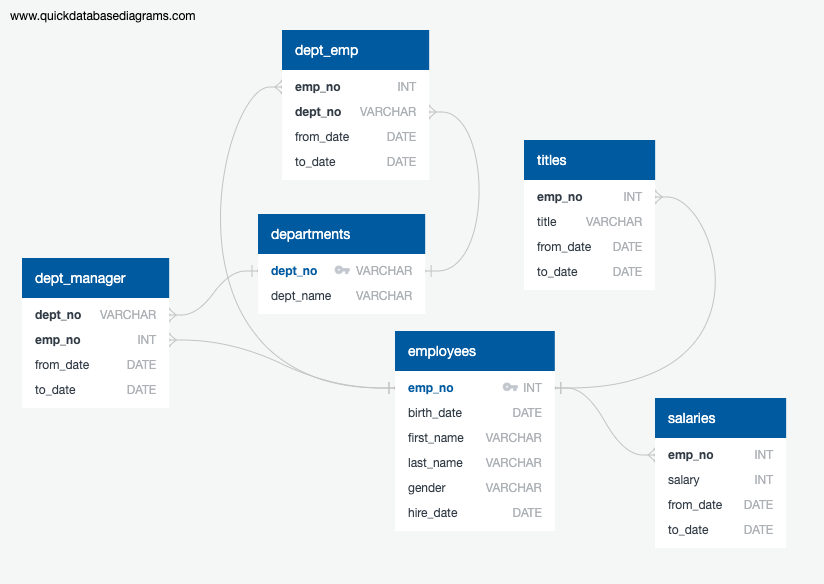 www.quickdatabasediagrams.com
dept_emp
emp_no INT
dept_no VARCHAR
from_date DATE
to_date DATE
titles
emp_no INT
title VARCHAR
from_date DATE
to_date DATE
departments
dept_no VARCHAR
dept_name VARCHAR
dept_manager
dept_no VARCHAR
emp_no INT
from_date DATE
to_date DATE
employees
emp_no INT
birth_date DATE
first_name VARCHAR
last_name VARCHAR
gender VARCHAR
hire_date DATE
salaries
emp_no INT
salary INT
from_date DATE
to_date DATE